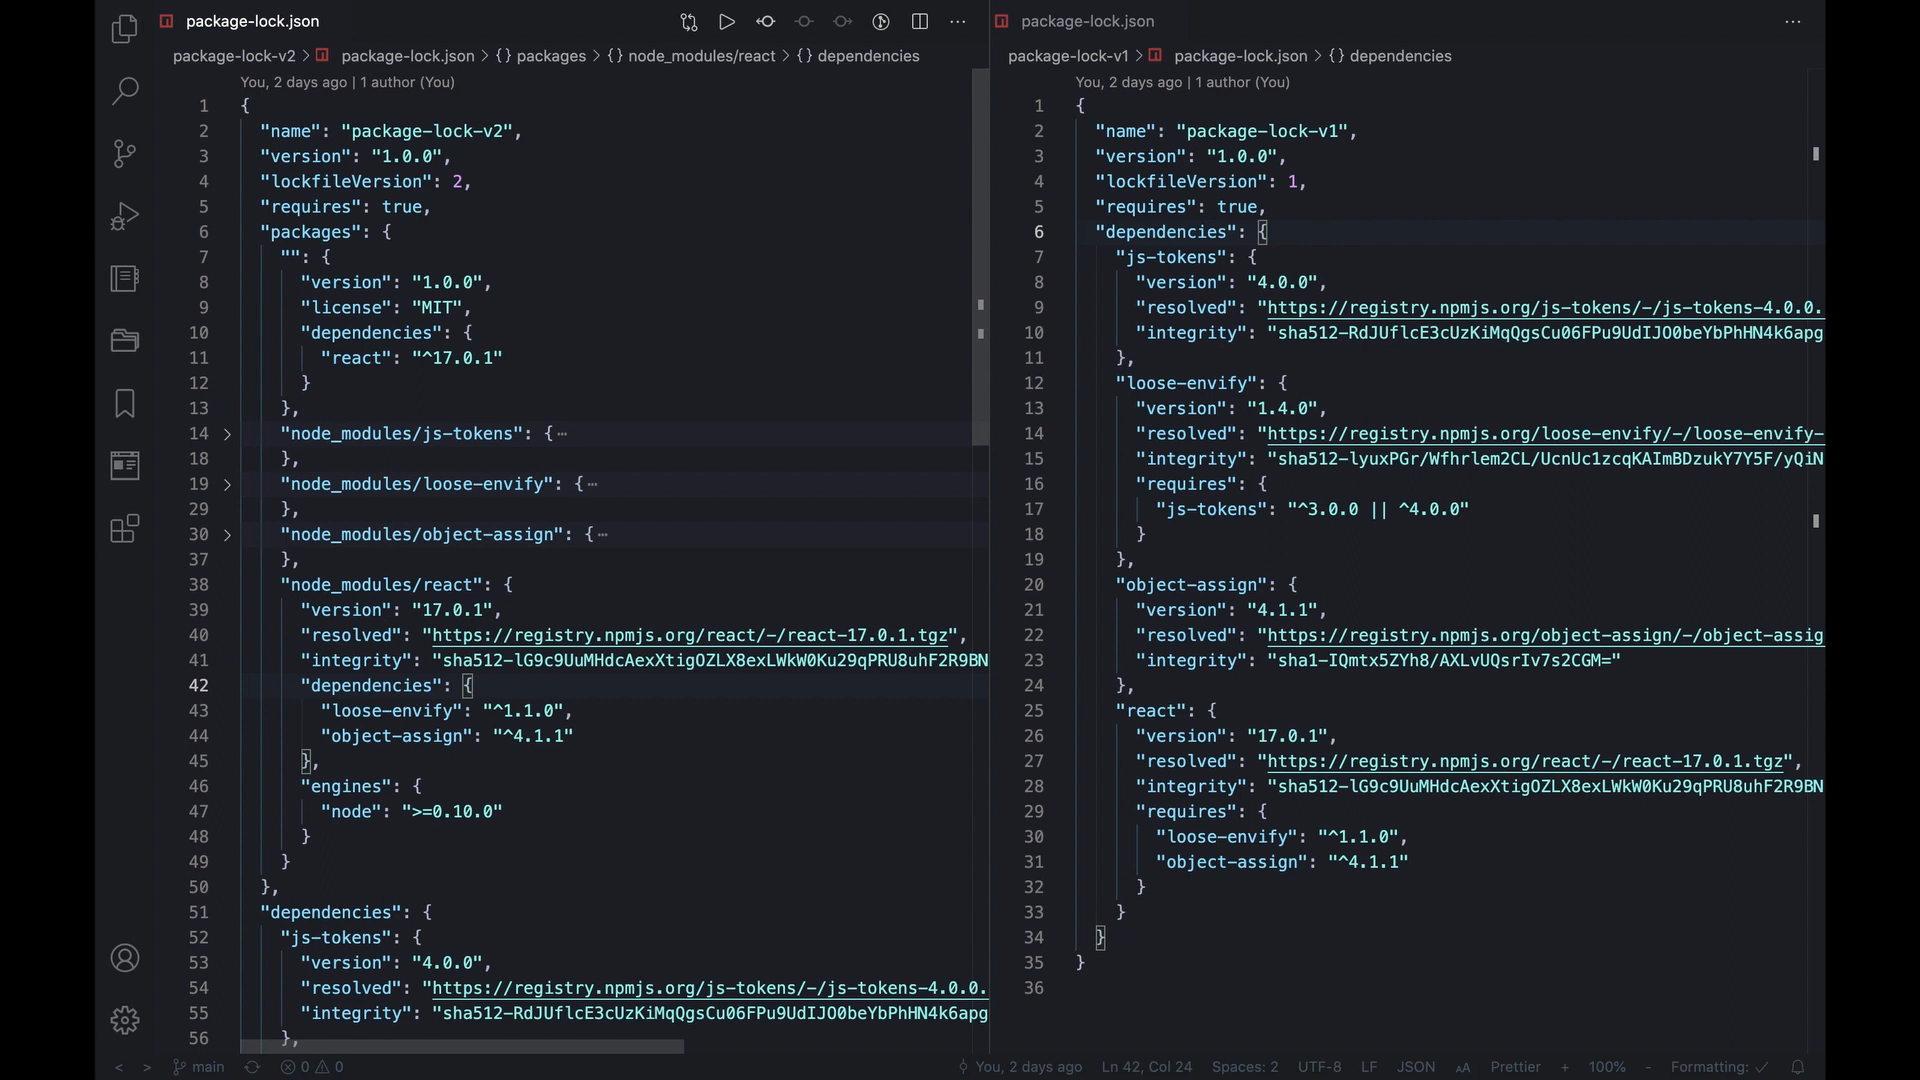 package-lock.json
package-lock-v2 > package-lock.json > {} packages > {} node_modules/react > {} dependencies
You, 2 days ago | 1 author (You)
1 {
2 "name": "package-lock-v2",
3 "version": "1.0.0",
4 "lockfileVersion": 2,
5 "requires": true,
6 "packages": {
7 "": {
8 "version": "1.0.0",
9 "license": "MIT",
10 "dependencies": {
11 "react": "^17.0.1"
12 }
13 },
14 "node_modules/js-tokens": {…
18 },
19 "node_modules/loose-envify": {…
29 },
30 "node_modules/object-assign": {…
37 },
38 "node_modules/react": {
39 "version": "17.0.1",
40 "resolved": "https://registry.npmjs.org/react/-/react-17.0.1.tgz",
41 "integrity": "sha512-lG9c9UuMHdcAexXtigOZLX8exLWkW0Ku29qPRU8uhF2R9BN
42 "dependencies": {
43 "loose-envify": "^1.1.0",
44 "object-assign": "^4.1.1"
45 },
46 "engines": {
47 "node": ">=0.10.0"
48 }
49 }
50 },
51 "dependencies": {
52 "js-tokens": {
53 "version": "4.0.0",
54 "resolved": "https://registry.npmjs.org/js-tokens/-/js-tokens-4.0.0.
55 "integrity": "sha512-RdJUflcE3cUzKiMqQgsCu06FPu9UdIJO0beYbPhHN4k6apg
56 },
package-lock.json
package-lock-v1 > package-lock.json > {} dependencies
You, 2 days ago | 1 author (You)
1 {
2 "name": "package-lock-v1",
3 "version": "1.0.0",
4 "lockfileVersion": 1,
5 "requires": true,
6 "dependencies": {
7 "js-tokens": {
8 "version": "4.0.0",
9 "resolved": "https://registry.npmjs.org/js-tokens/-/js-tokens-4.0.0.
10 "integrity": "sha512-RdJUflcE3cUzKiMqQgsCu06FPu9UdIJO0beYbPhHN4k6apg
11 },
12 "loose-envify": {
13 "version": "1.4.0",
14 "resolved": "https://registry.npmjs.org/loose-envify/-/loose-envify-
15 "integrity": "sha512-lyuxPGr/Wfhrlem2CL/UcnUc1zcqKAImBDzukY7Y5F/yQiN
16 "requires": {
17 "js-tokens": "^3.0.0 || ^4.0.0"
18 }
19 },
20 "object-assign": {
21 "version": "4.1.1",
22 "resolved": "https://registry.npmjs.org/object-assign/-/object-assig
23 "integrity": "sha1-IQmtx5ZYh8/AXLvUQsrIv7s2CGM="
24 },
25 "react": {
26 "version": "17.0.1",
27 "resolved": "https://registry.npmjs.org/react/-/react-17.0.1.tgz",
28 "integrity": "sha512-lG9c9UuMHdcAexXtigOZLX8exLWkW0Ku29qPRU8uhF2R9BN
29 "requires": {
30 "loose-envify": "^1.1.0",
31 "object-assign": "^4.1.1"
32 }
33 }
34 }
35 }
36
< > main 0 0 You, 2 days ago Ln 42, Col 24 Spaces: 2 UTF-8 LF JSON AA Prettier + 100% - Formatting: ✓